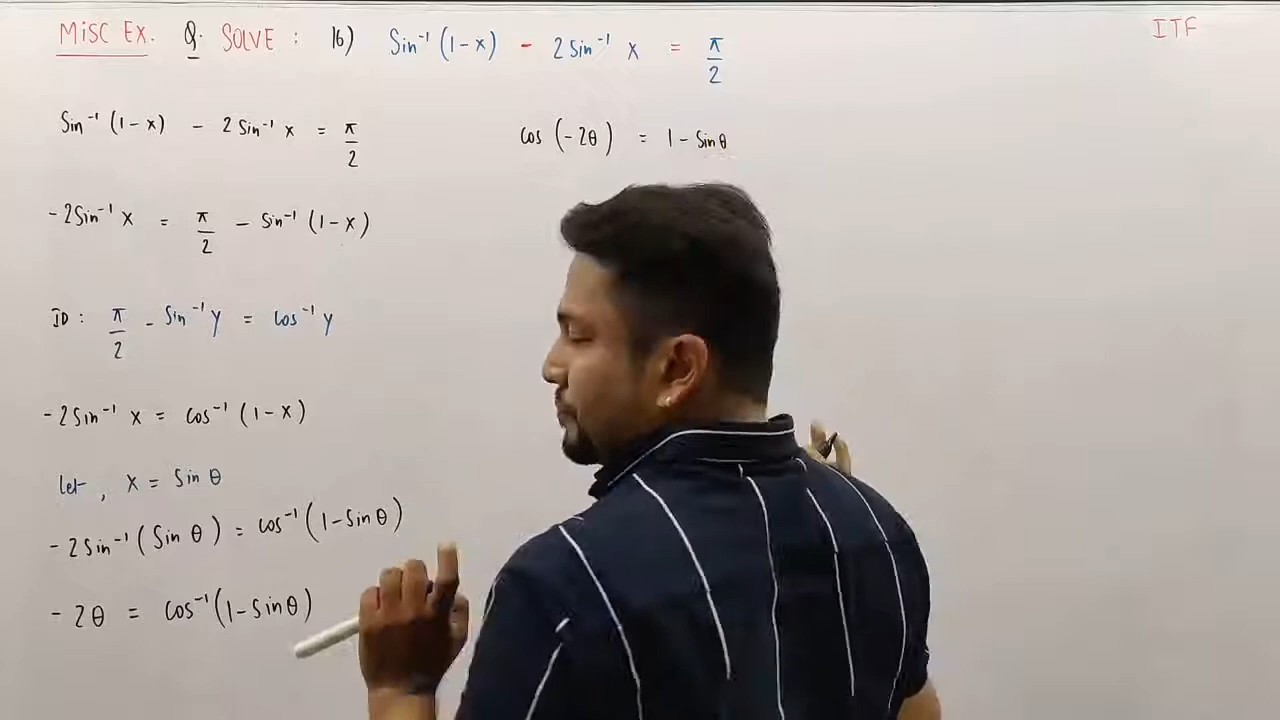 MISC EX. Q. SOLVE : 16) Sin⁻¹ (1-x) - 2 Sin⁻¹ x = π/2
ITF
Sin⁻¹ (1-x) - 2 Sin⁻¹ x = π/2
-2Sin⁻¹ x = π/2 - Sin⁻¹ (1-x)
ID : π/2 - Sin⁻¹ y = cos⁻¹ y
-2Sin⁻¹ x = cos⁻¹ (1-x)
let , x = Sin θ
-2Sin⁻¹ (Sin θ) = cos⁻¹ (1-Sin θ)
-2θ = cos⁻¹ (1-Sinθ)
cos (-2θ) = 1 - Sinθ